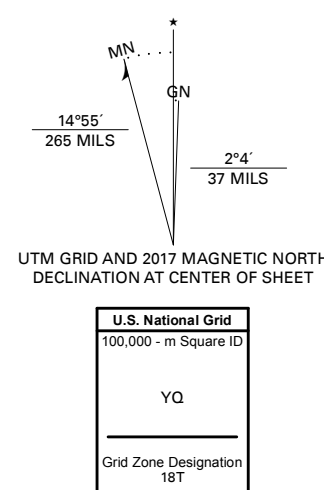 MN
GN
14°55´
265 MILS
2°4´
37 MILS
UTM GRID AND 2017 MAGNETIC NORTH
DECLINATION AT CENTER OF SHEET
U.S. National Grid
100,000 - m Square ID
YQ
Grid Zone Designation
18T